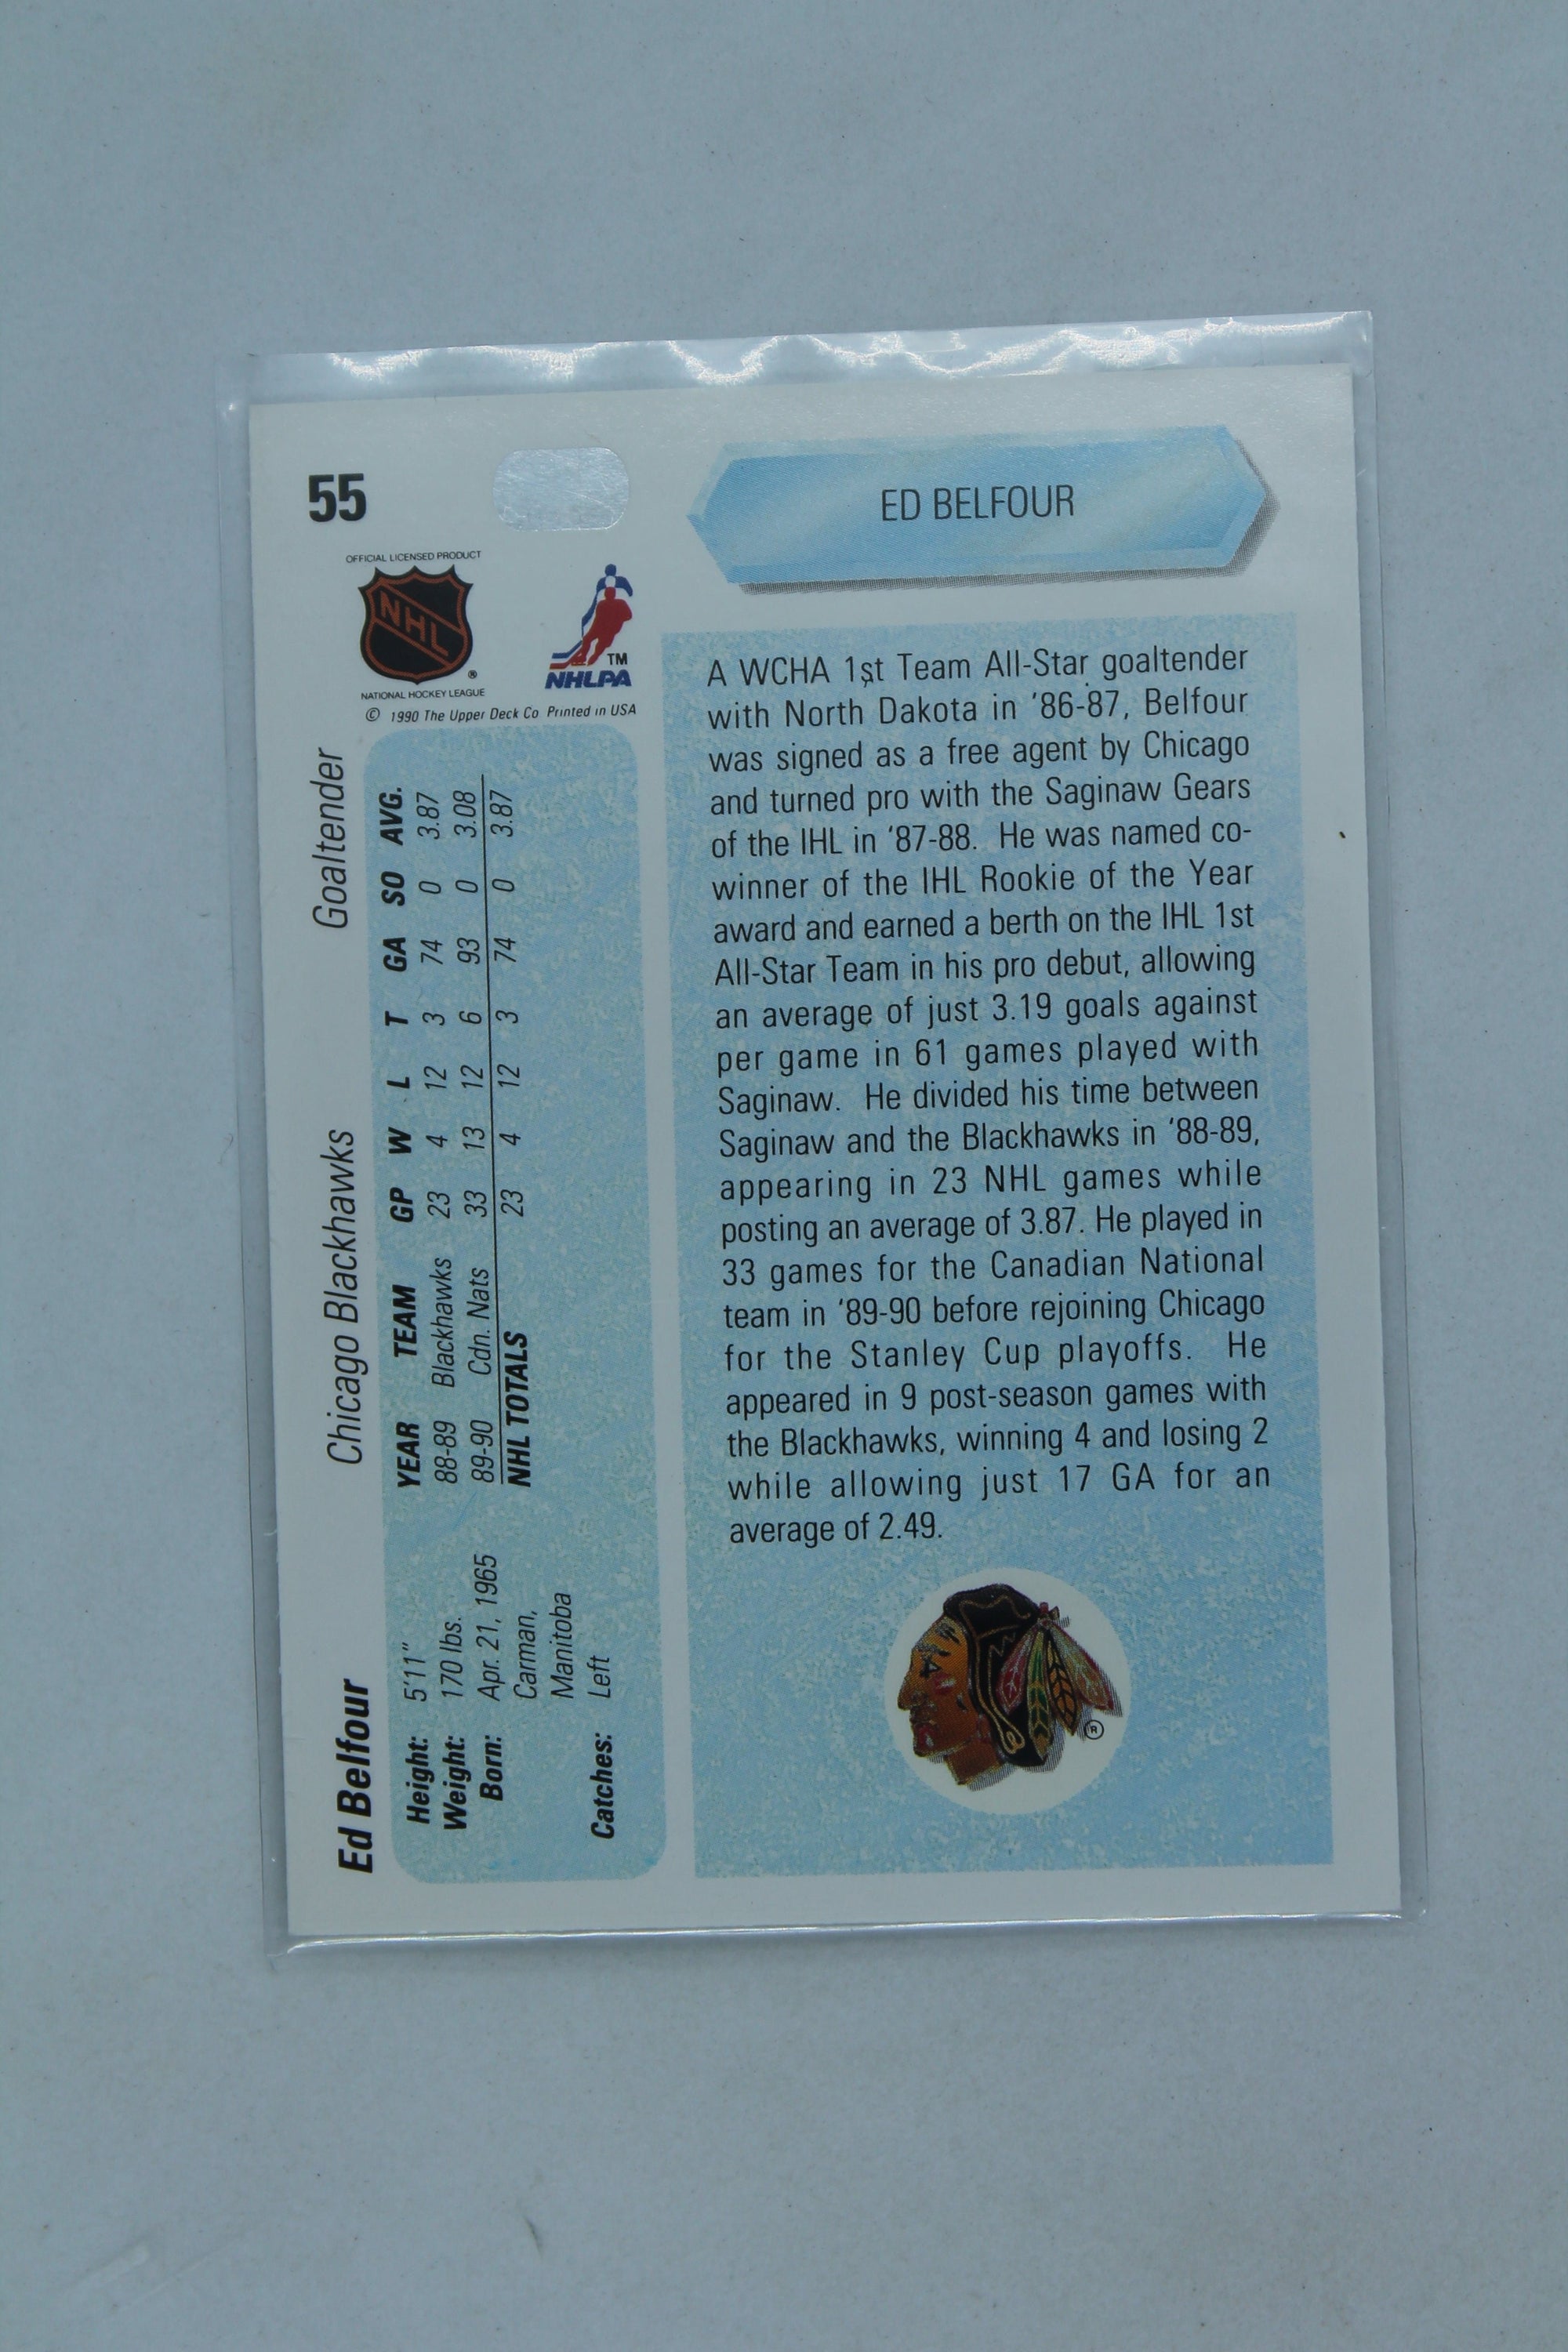 55
OFFICIAL LICENSED PRODUCT
NHL
®
NATIONAL HOCKEY LEAGUE
TM
NHLPA
© 1990 The Upper Deck Co Printed in USA
ED BELFOUR
A WCHA 1st Team All-Star goaltender
with North Dakota in '86-87, Belfour
was signed as a free agent by Chicago
and turned pro with the Saginaw Gears
of the IHL in '87-88. He was named co-
winner of the IHL Rookie of the Year
award and earned a berth on the IHL 1st
All-Star Team in his pro debut, allowing
an average of just 3.19 goals against
per game in 61 games played with
Saginaw. He divided his time between
Saginaw and the Blackhawks in '88-89,
appearing in 23 NHL games while
posting an average of 3.87. He played in
33 games for the Canadian National
team in '89-90 before rejoining Chicago
for the Stanley Cup playoffs. He
appeared in 9 post-season games with
the Blackhawks, winning 4 and losing 2
while allowing just 17 GA for an
average of 2.49.
®
Ed Belfour Chicago Blackhawks Goaltender
Height: 5'11"
Weight: 170 lbs.
Born: Apr. 21, 1965
Carman,
Manitoba
Catches: Left
YEAR TEAM GP W L T GA SO AVG.
88-89 Blackhawks 23 4 12 3 74 0 3.87
89-90 Cdn. Nats 33 13 12 6 93 0 3.08
NHL TOTALS 23 4 12 3 74 0 3.87